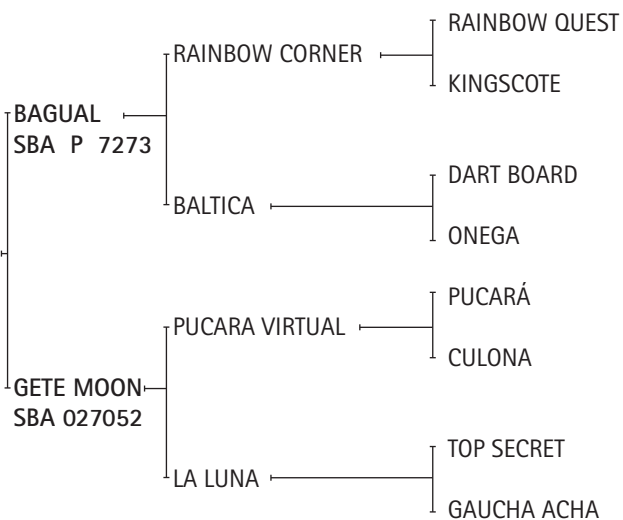 RAINBOW QUEST
RAINBOW CORNER
KINGSCOTE
BAGUAL
SBA P 7273
DART BOARD
BALTICA
ONEGA
PUCARÁ
PUCARA VIRTUAL
CULONA
GETE MOON
SBA 027052
TOP SECRET
LA LUNA
GAUCHA ACHA